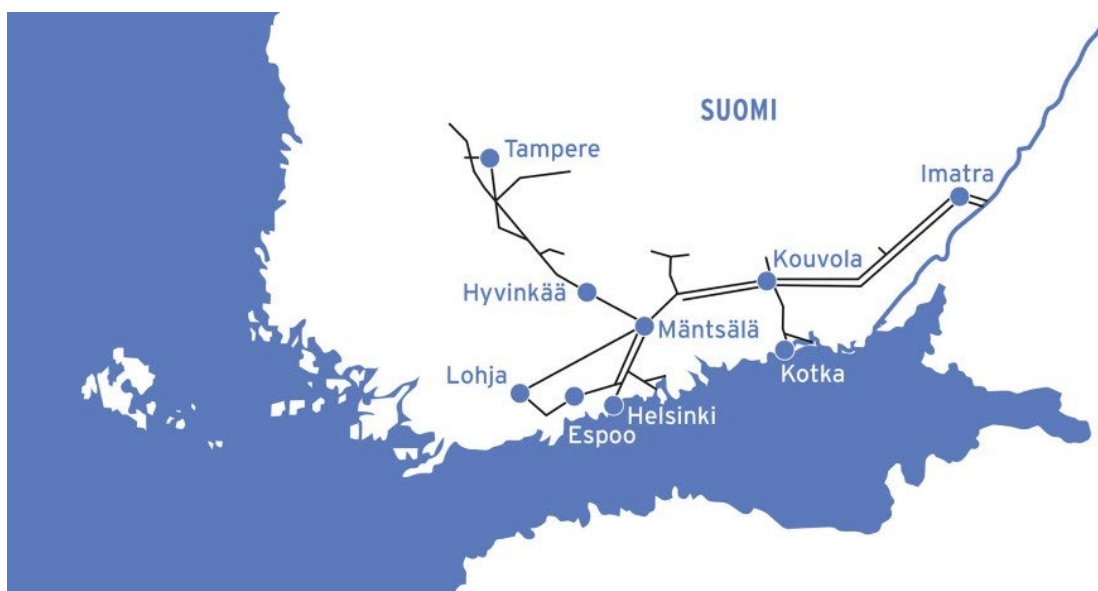 SUOMI
Tampere
Imatra
Kouvola
Hyvinkää
Mäntsälä
Lohja
Kotka
Helsinki
Espoo